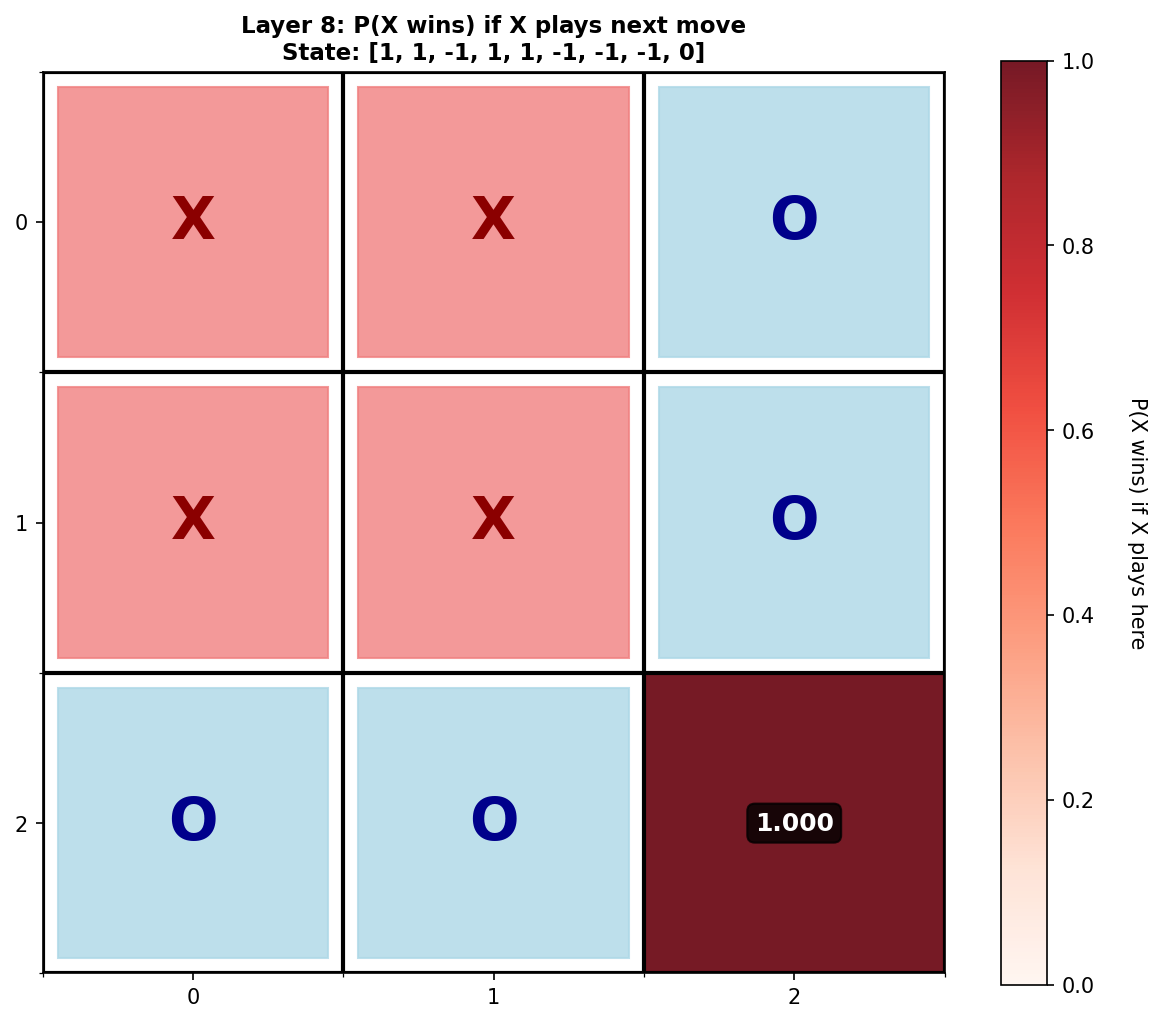 Layer 8: P(X wins) if X plays next move
State: [1, 1, -1, 1, 1, -1, -1, -1, 0]
X X O
X X O
O O 1.000
0
1
2
0 1 2
1.0
0.8
0.6
0.4
0.2
0.0
P(X wins) if X plays here